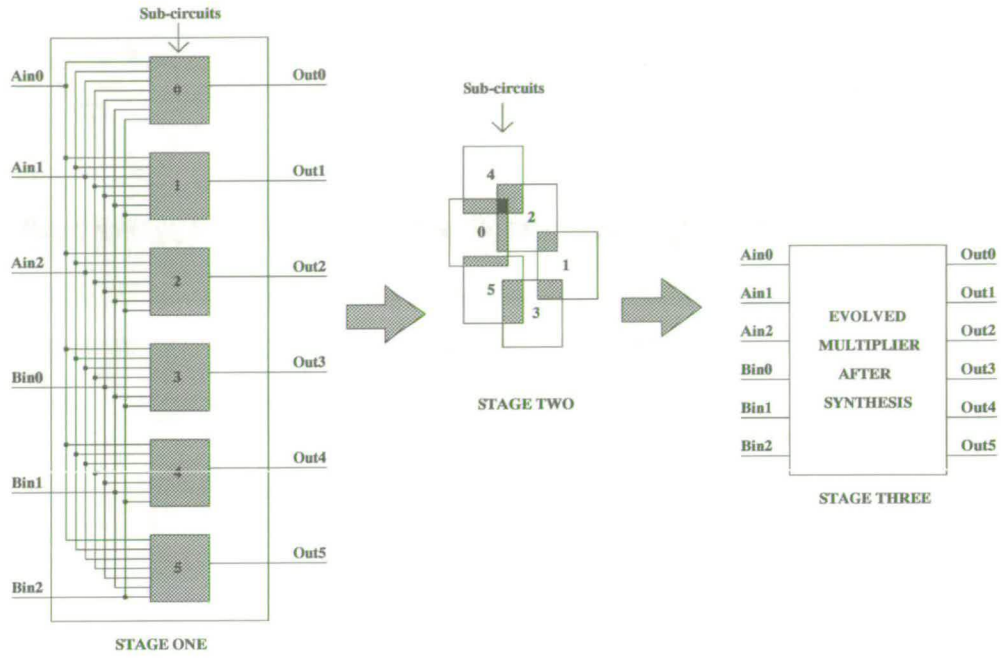 Sub-circuits
Ain0
Ain1
Ain2
Bin0
Bin1
Bin2
0
1
2
3
4
5
Out0
Out1
Out2
Out3
Out4
Out5
STAGE ONE
Sub-circuits
4
2
0
1
5
3
STAGE TWO
Ain0
Ain1
Ain2
Bin0
Bin1
Bin2
EVOLVED
MULTIPLIER
AFTER
SYNTHESIS
Out0
Out1
Out2
Out3
Out4
Out5
STAGE THREE